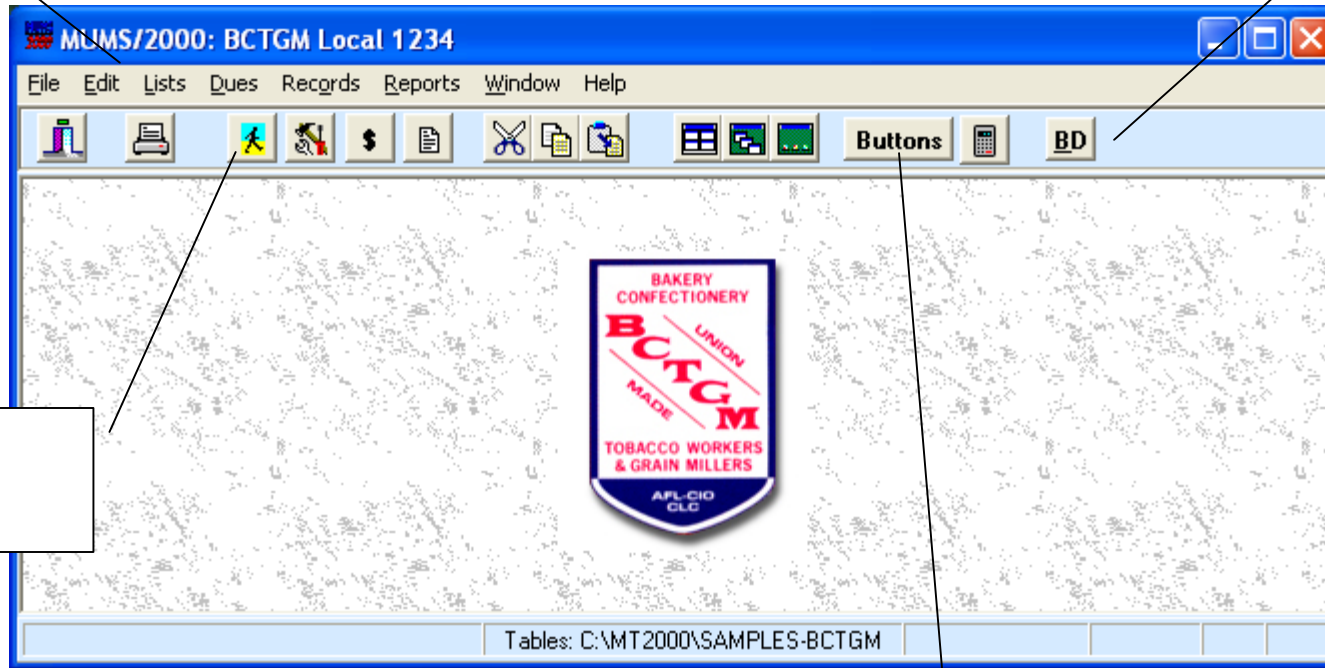 MUMS/2000: BCTGM Local 1234
File Edit Lists Dues Records Reports Window Help
$ Buttons BD
BAKERY
CONFECTIONERY
BCTGM
UNION
MADE
TOBACCO WORKERS
& GRAIN MILLERS
AFL-CIO
CLC
Tables: C:\MT2000\SAMPLES-BCTGM